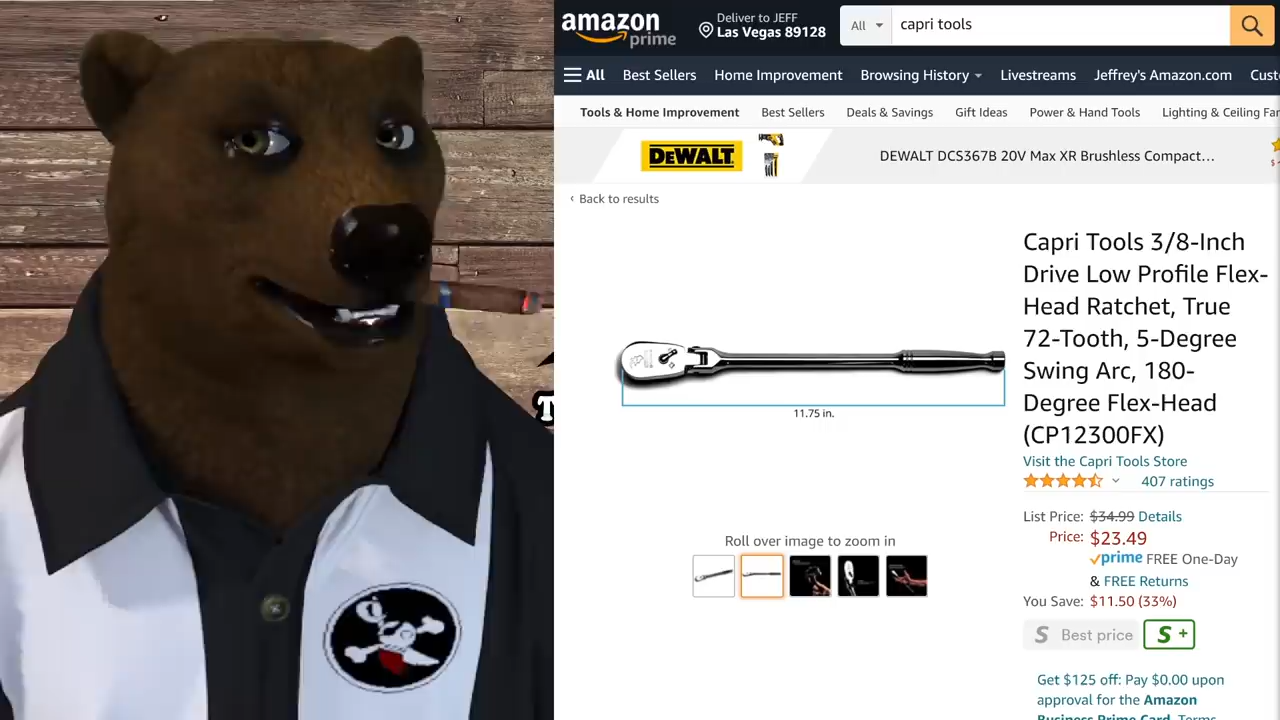 amazon
prime
Deliver to JEFF
Las Vegas 89128
All
capri tools
All
Best Sellers
Home Improvement
Browsing History
Livestreams
Jeffrey's Amazon.com
Tools & Home Improvement
Best Sellers
Deals & Savings
Gift Ideas
Power & Hand Tools
Lighting & Ceiling
DEWALT
DEWALT DCS367B 20V Max XR Brushless Compact...
‹ Back to results
Capri Tools 3/8-Inch
Drive Low Profile Flex-
Head Ratchet, True
72-Tooth, 5-Degree
Swing Arc, 180-
Degree Flex-Head
(CP12300FX)
Visit the Capri Tools Store
407 ratings
11.75 in.
List Price: $34.99 Details
Price: $23.49
prime FREE One-Day
& FREE Returns
You Save: $11.50 (33%)
Roll over image to zoom in
S Best price
S +
Get $125 off: Pay $0.00 upon
approval for the Amazon
Business Prime Card. Terms